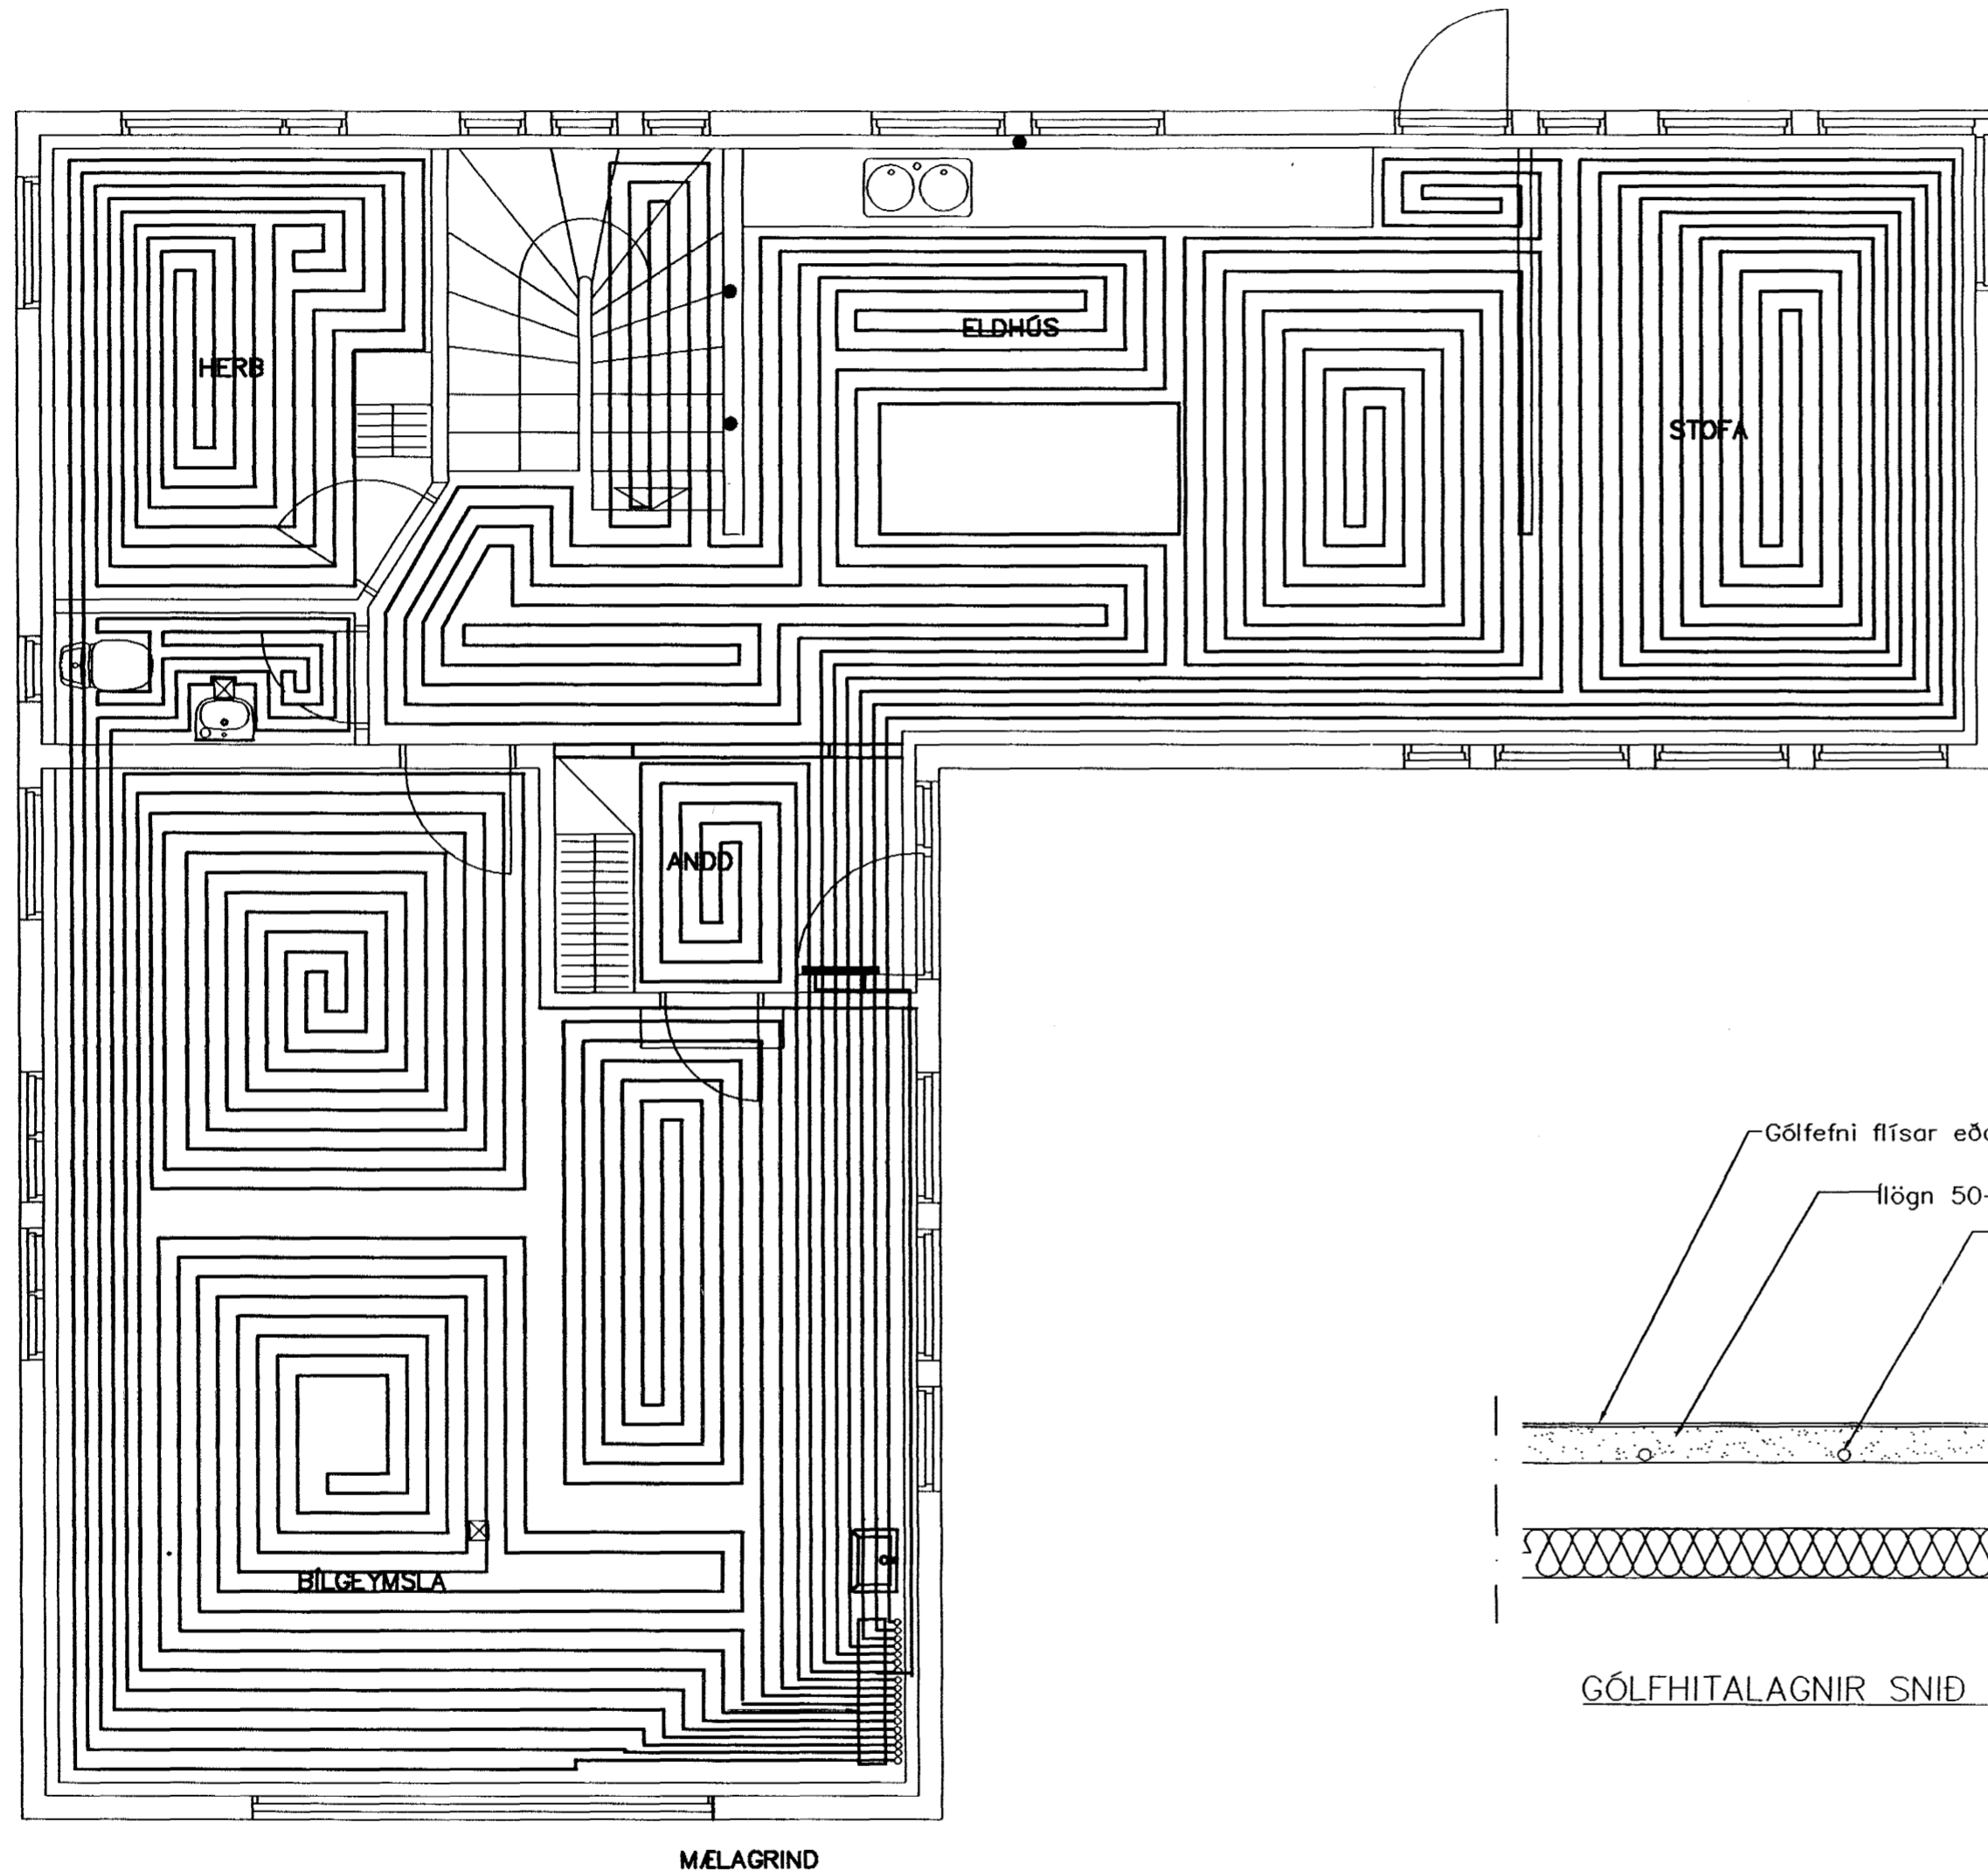 HERB
ELDHÚS
STOFA
ANDD
BÍLGEYMSLA
MÆLAGRIND
Gólfefni flísar eða
Ílögn 50-
GÓLFHITALAGNIR SNIÐ